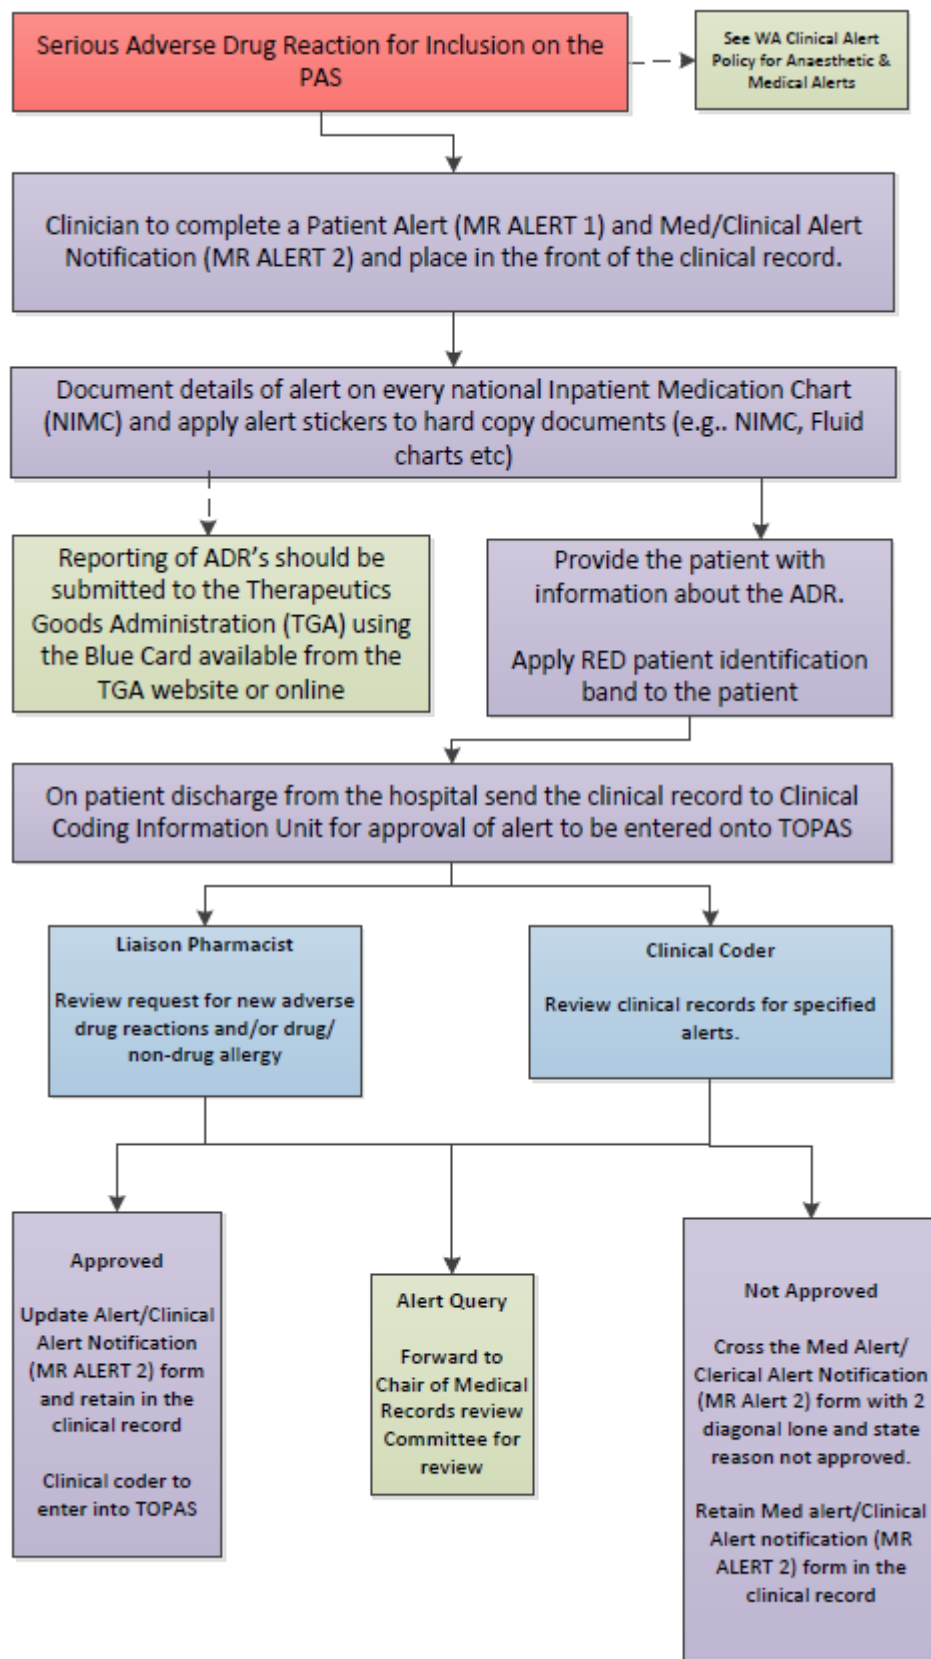 Serious Adverse Drug Reaction for Inclusion on the
PAS
See WA Clinical Alert
Policy for Anaesthetic &
Medical Alerts
Clinician to complete a Patient Alert (MR ALERT 1) and Med/Clinical Alert
Notification (MR ALERT 2) and place in the front of the clinical record.
Document details of alert on every national Inpatient Medication Chart
(NIMC) and apply alert stickers to hard copy documents (e.g.. NIMC, Fluid
charts etc)
Reporting of ADR's should be
submitted to the Therapeutics
Goods Administration (TGA) using
the Blue Card available from the
TGA website or online
Provide the patient with
information about the ADR.
Apply RED patient identification
band to the patient
On patient discharge from the hospital send the clinical record to Clinical
Coding Information Unit for approval of alert to be entered onto TOPAS
Liaison Pharmacist
Review request for new adverse
drug reactions and/or drug/
non-drug allergy
Clinical Coder
Review clinical records for specified
alerts.
Approved
Update Alert/Clinical
Alert Notification
(MR ALERT 2) form
and retain in the
clinical record
Clinical coder to
enter into TOPAS
Alert Query
Forward to
Chair of Medical
Records review
Committee for
review
Not Approved
Cross the Med Alert/
Clerical Alert Notification
(MR Alert 2) form with 2
diagonal lone and state
reason not approved.
Retain Med alert/Clinical
Alert notification (MR
ALERT 2) form in the
clinical record